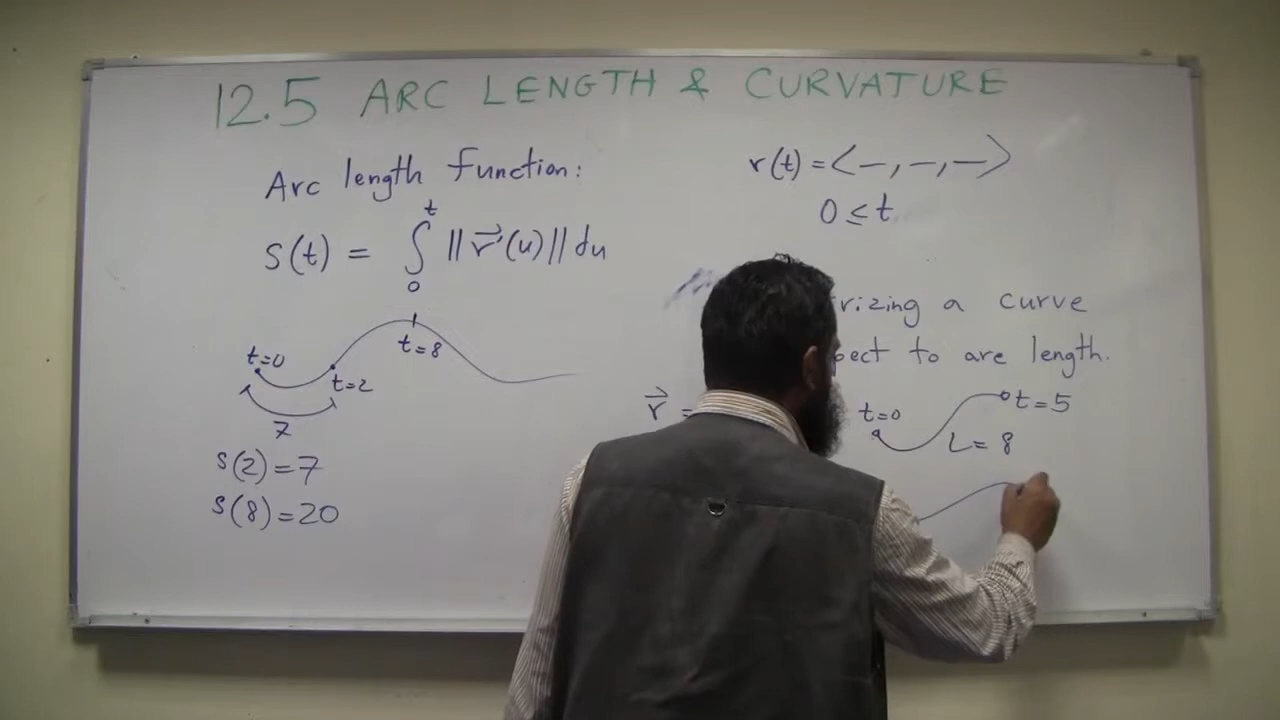 12.5 ARC LENGTH & CURVATURE
Arc length function:
s(t) = ∫₀ᵗ ||r⃗'(u)|| du
t=0
t=2
t=8
7
s(2)=7
s(8)=20
r(t)=<—,—,—>
0≤t
rizing a curve
pect to arc length.
r⃗ =
t=0
t=5
L=8